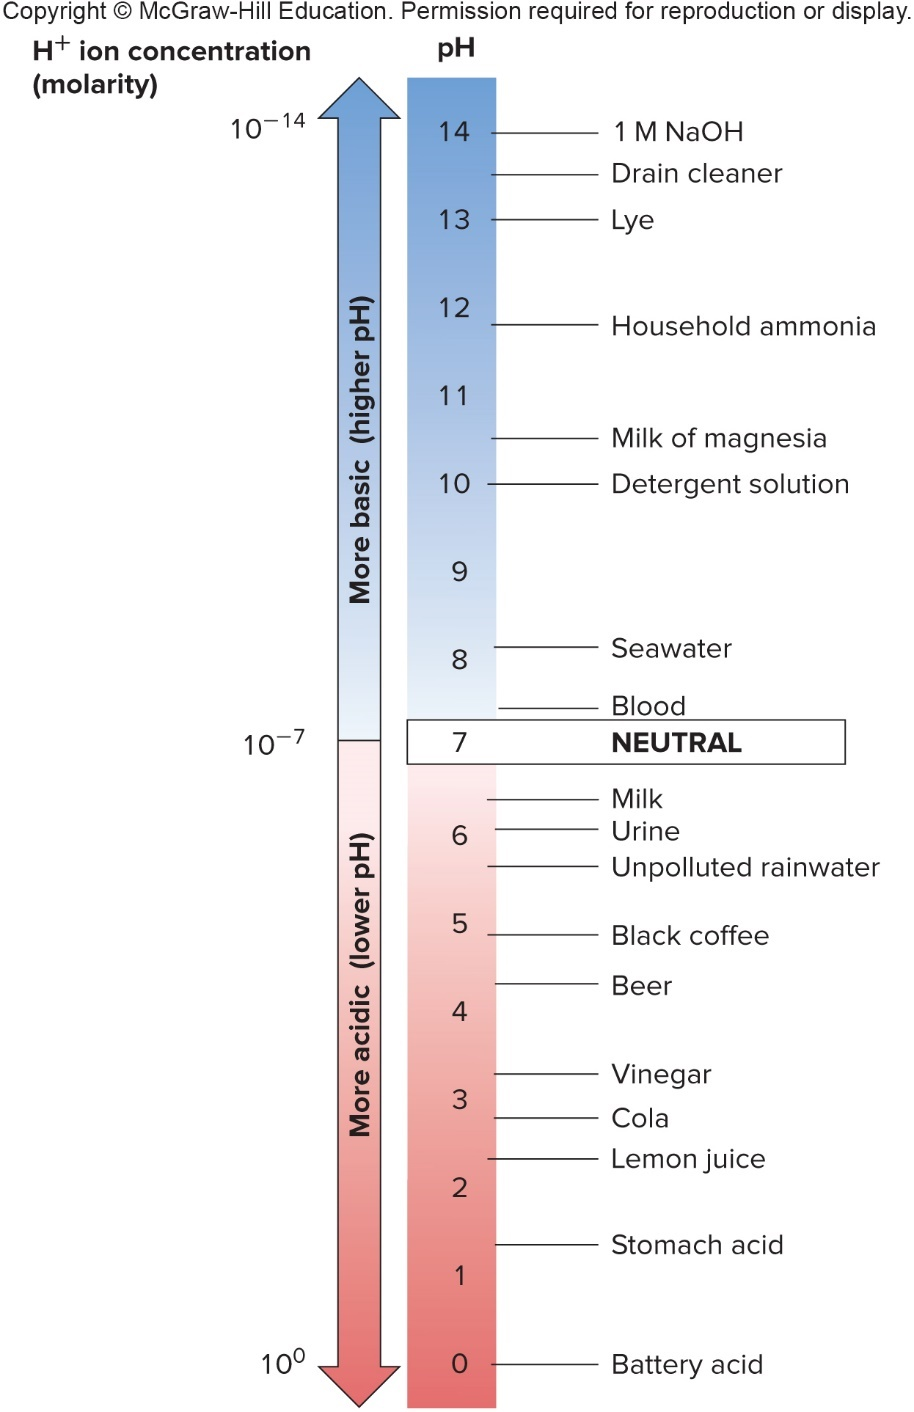 Copyright © McGraw-Hill Education. Permission required for reproduction or display.
H⁺ ion concentration
(molarity)
pH
10⁻¹⁴
14 1 M NaOH
Drain cleaner
13 Lye
12
Household ammonia
More basic (higher pH)
11
Milk of magnesia
10 Detergent solution
9
Seawater
8
Blood
10⁻⁷
7 NEUTRAL
Milk
Urine
6
Unpolluted rainwater
More acidic (lower pH)
5
Black coffee
Beer
4
Vinegar
3
Cola
Lemon juice
2
Stomach acid
1
10⁰
0 Battery acid